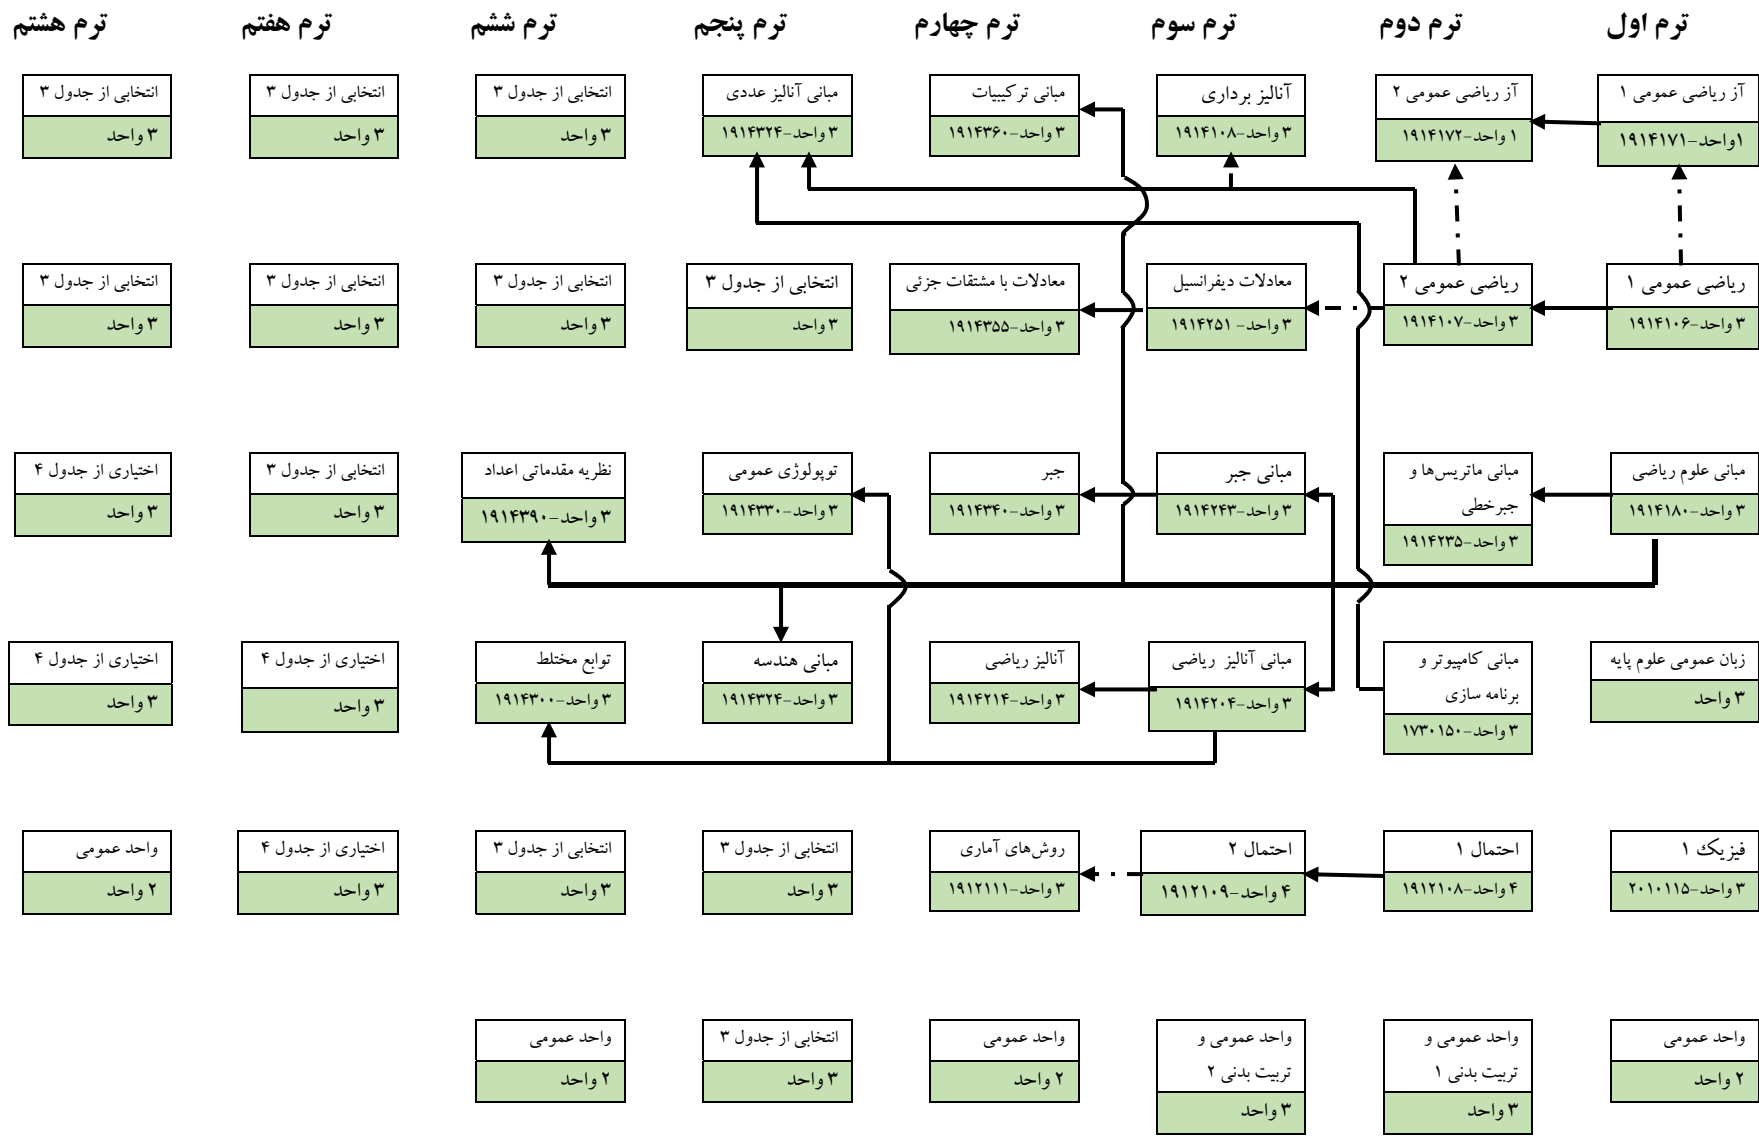 ترم اول
ترم دوم
ترم سوم
ترم چهارم
ترم پنجم
ترم ششم
ترم هفتم
ترم هشتم
آز ریاضی عمومی ۱
۱واحد-۱۹۱۴۱۷۱
آز ریاضی عمومی ۲
۱ واحد-۱۹۱۴۱۷۲
آنالیز برداری
۳ واحد-۱۹۱۴۱۰۸
مبانی ترکیبیات
۳ واحد-۱۹۱۴۳۶۰
مبانی آنالیز عددی
۳ واحد-۱۹۱۴۳۲۴
انتخابی از جدول ۳
۳ واحد
انتخابی از جدول ۳
۳ واحد
انتخابی از جدول ۳
۳ واحد
ریاضی عمومی ۱
۳ واحد-۱۹۱۴۱۰۶
ریاضی عمومی ۲
۳ واحد-۱۹۱۴۱۰۷
معادلات دیفرانسیل
۳ واحد- ۱۹۱۴۲۵۱
معادلات با مشتقات جزئی
۳ واحد-۱۹۱۴۳۵۵
انتخابی از جدول ۳
۳ واحد
انتخابی از جدول ۳
۳ واحد
انتخابی از جدول ۳
۳ واحد
انتخابی از جدول ۳
۳ واحد
مبانی علوم ریاضی
۳ واحد-۱۹۱۴۱۸۰
مبانی ماتریس‌ها و
جبرخطی
۳ واحد-۱۹۱۴۲۳۵
مبانی جبر
۳ واحد-۱۹۱۴۲۴۳
جبر
۳ واحد-۱۹۱۴۳۴۰
توپولوژی عمومی
۳ واحد-۱۹۱۴۳۳۰
نظریه مقدماتی اعداد
۳ واحد-۱۹۱۴۳۹۰
انتخابی از جدول ۳
۳ واحد
اختیاری از جدول ۴
۳ واحد
زبان عمومی علوم پایه
۳ واحد
مبانی کامپیوتر و
برنامه سازی
۳ واحد-۱۷۳۰۱۵۰
مبانی آنالیز ریاضی
۳ واحد-۱۹۱۴۲۰۴
آنالیز ریاضی
۳ واحد-۱۹۱۴۲۱۴
مبانی هندسه
۳ واحد-۱۹۱۴۳۲۴
توابع مختلط
۳ واحد-۱۹۱۴۳۰۰
اختیاری از جدول ۴
۳ واحد
اختیاری از جدول ۴
۳ واحد
فیزیک ۱
۳ واحد-۲۰۱۰۱۱۵
احتمال ۱
۴ واحد-۱۹۱۲۱۰۸
احتمال ۲
۴ واحد-۱۹۱۲۱۰۹
روش‌های آماری
۳ واحد-۱۹۱۲۱۱۱
انتخابی از جدول ۳
۳ واحد
انتخابی از جدول ۳
۳ واحد
اختیاری از جدول ۴
۳ واحد
واحد عمومی
۲ واحد
واحد عمومی
۲ واحد
واحد عمومی و
تربیت بدنی ۱
۳ واحد
واحد عمومی و
تربیت بدنی ۲
۳ واحد
واحد عمومی
۲ واحد
انتخابی از جدول ۳
۳ واحد
واحد عمومی
۲ واحد